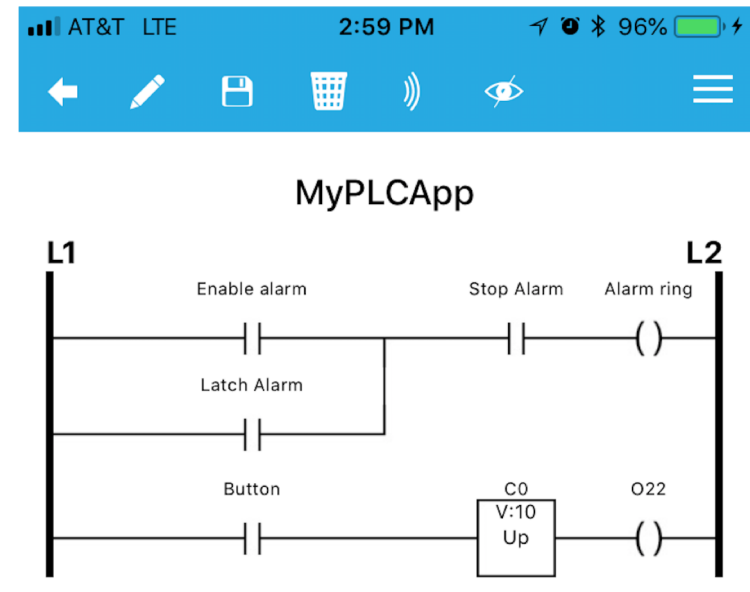 AT&T LTE 2:59 PM 96%
MyPLCApp
L1 L2
Enable alarm Stop Alarm Alarm ring
Latch Alarm
Button C0 O22
V:10
Up